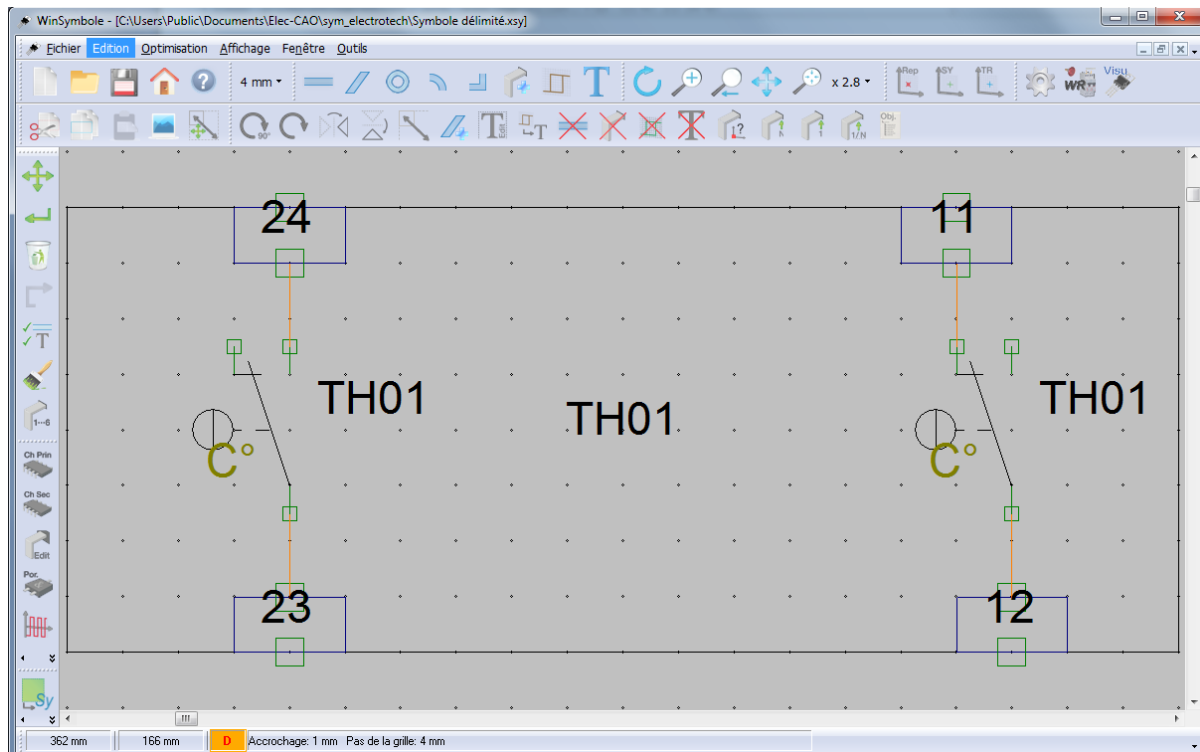 WinSymbole - [C:\Users\Public\Documents\Elec-CAO\sym_electrotech\Symbole délimité.xsy]
Fichier Edition Optimisation Affichage Fenêtre Outils
4 mm x 2.8 Rep SY TR WR Visu
90° T Edit T 1? N 1 1/N Obj.
24 11
TH01 TH01 TH01
C° C°
23 12
T
1...6
Ch Prin
Ch Sec
Edit
Por.
Sy
362 mm 166 mm D Accrochage: 1 mm Pas de la grille: 4 mm